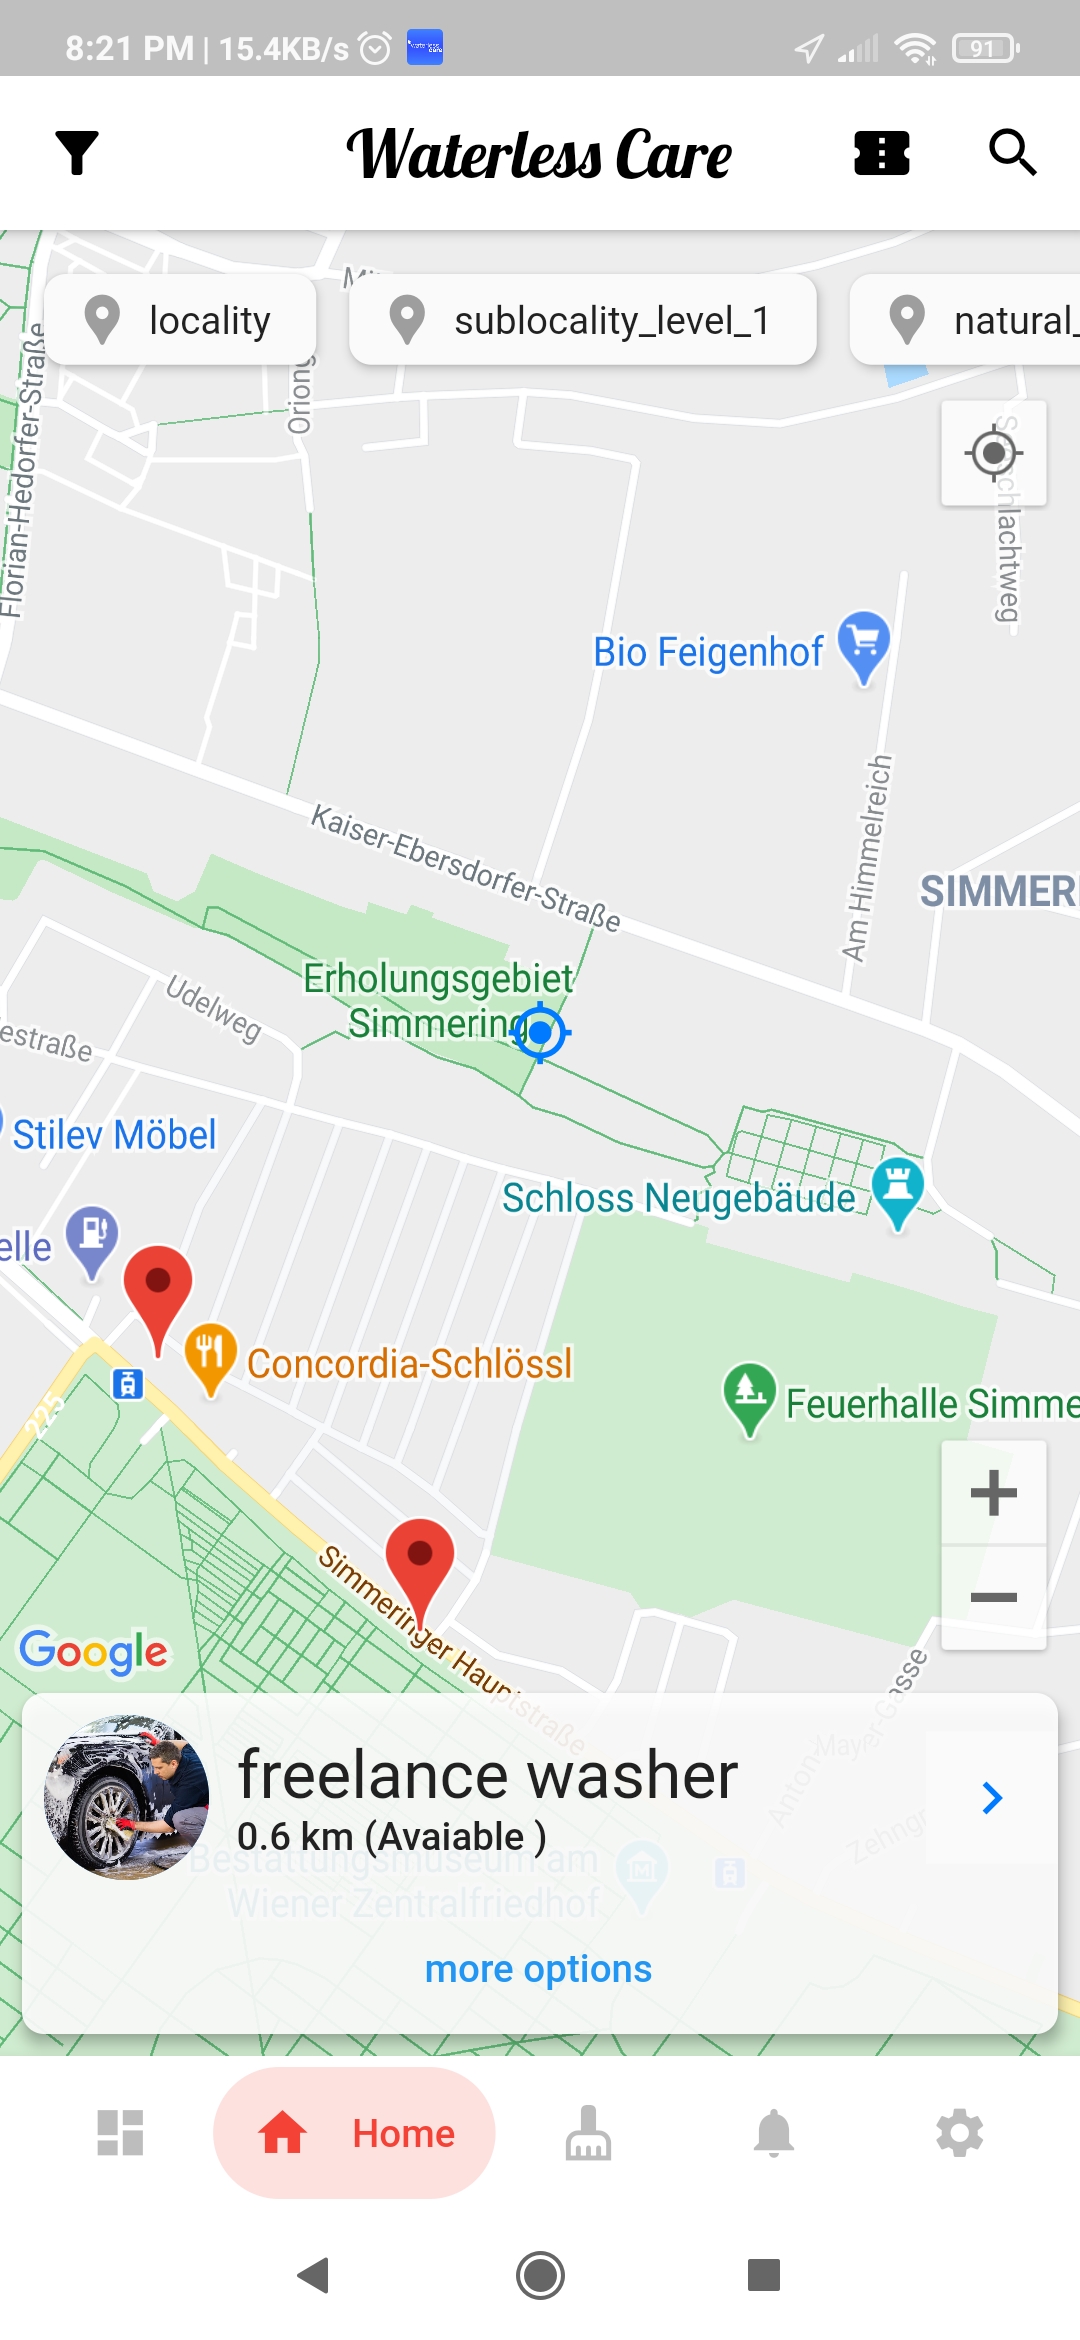 8:21 PM | 15.4KB/s
91
Waterless Care
locality
sublocality_level_1
natural_
Florian-Hedorfer-Straße
Oriong
Seeschlachtweg
Bio Feigenhof
Am Himmelreich
Kaiser-Ebersdorfer-Straße
SIMMERI
Erholungsgebiet
Simmering
Udelweg
estraße
Stilev Möbel
Schloss Neugebäude
elle
Concordia-Schlössl
225
Feuerhalle Simme
Simmeringer Hauptstraße
Google
freelance washer
0.6 km (Avaiable )
Bestattungsmuseum am
Wiener Zentralfriedhof
more options
Home